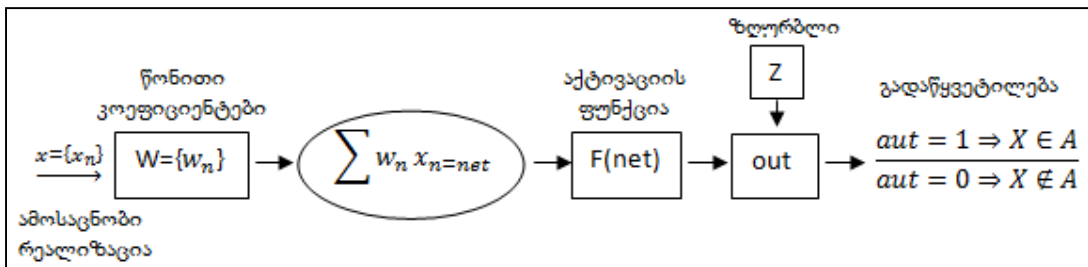 ზღურბლი
წონითი
კოეფიციენტები
აქტივაციის
ფუნქცია
Z
გადაწყვეტილება
x={xₙ}
W={wₙ}
∑ wₙ xₙ₌ₙₑₜ
F(net)
out
aut = 1 ⇒ X ∈ A
aut = 0 ⇒ X ∉ A
ამოსაცნობი
რეალიზაცია